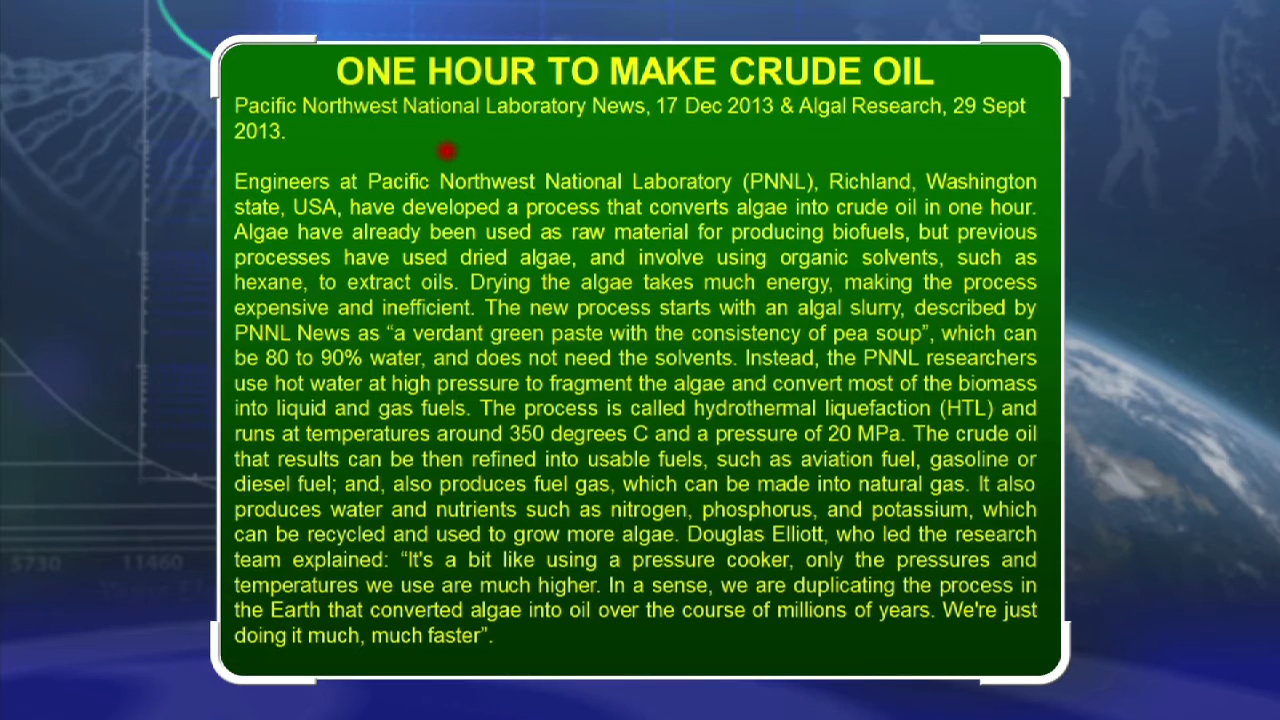 ONE HOUR TO MAKE CRUDE OIL
Pacific Northwest National Laboratory News, 17 Dec 2013 & Algal Research, 29 Sept
2013.
Engineers at Pacific Northwest National Laboratory (PNNL), Richland, Washington
state, USA, have developed a process that converts algae into crude oil in one hour.
Algae have already been used as raw material for producing biofuels, but previous
processes have used dried algae, and involve using organic solvents, such as
hexane, to extract oils. Drying the algae takes much energy, making the process
expensive and inefficient. The new process starts with an algal slurry, described by
PNNL News as “a verdant green paste with the consistency of pea soup”, which can
be 80 to 90% water, and does not need the solvents. Instead, the PNNL researchers
use hot water at high pressure to fragment the algae and convert most of the biomass
into liquid and gas fuels. The process is called hydrothermal liquefaction (HTL) and
runs at temperatures around 350 degrees C and a pressure of 20 MPa. The crude oil
that results can be then refined into usable fuels, such as aviation fuel, gasoline or
diesel fuel; and, also produces fuel gas, which can be made into natural gas. It also
produces water and nutrients such as nitrogen, phosphorus, and potassium, which
can be recycled and used to grow more algae. Douglas Elliott, who led the research
team explained: “It's a bit like using a pressure cooker, only the pressures and
temperatures we use are much higher. In a sense, we are duplicating the process in
the Earth that converted algae into oil over the course of millions of years. We're just
doing it much, much faster”.
5730 11460